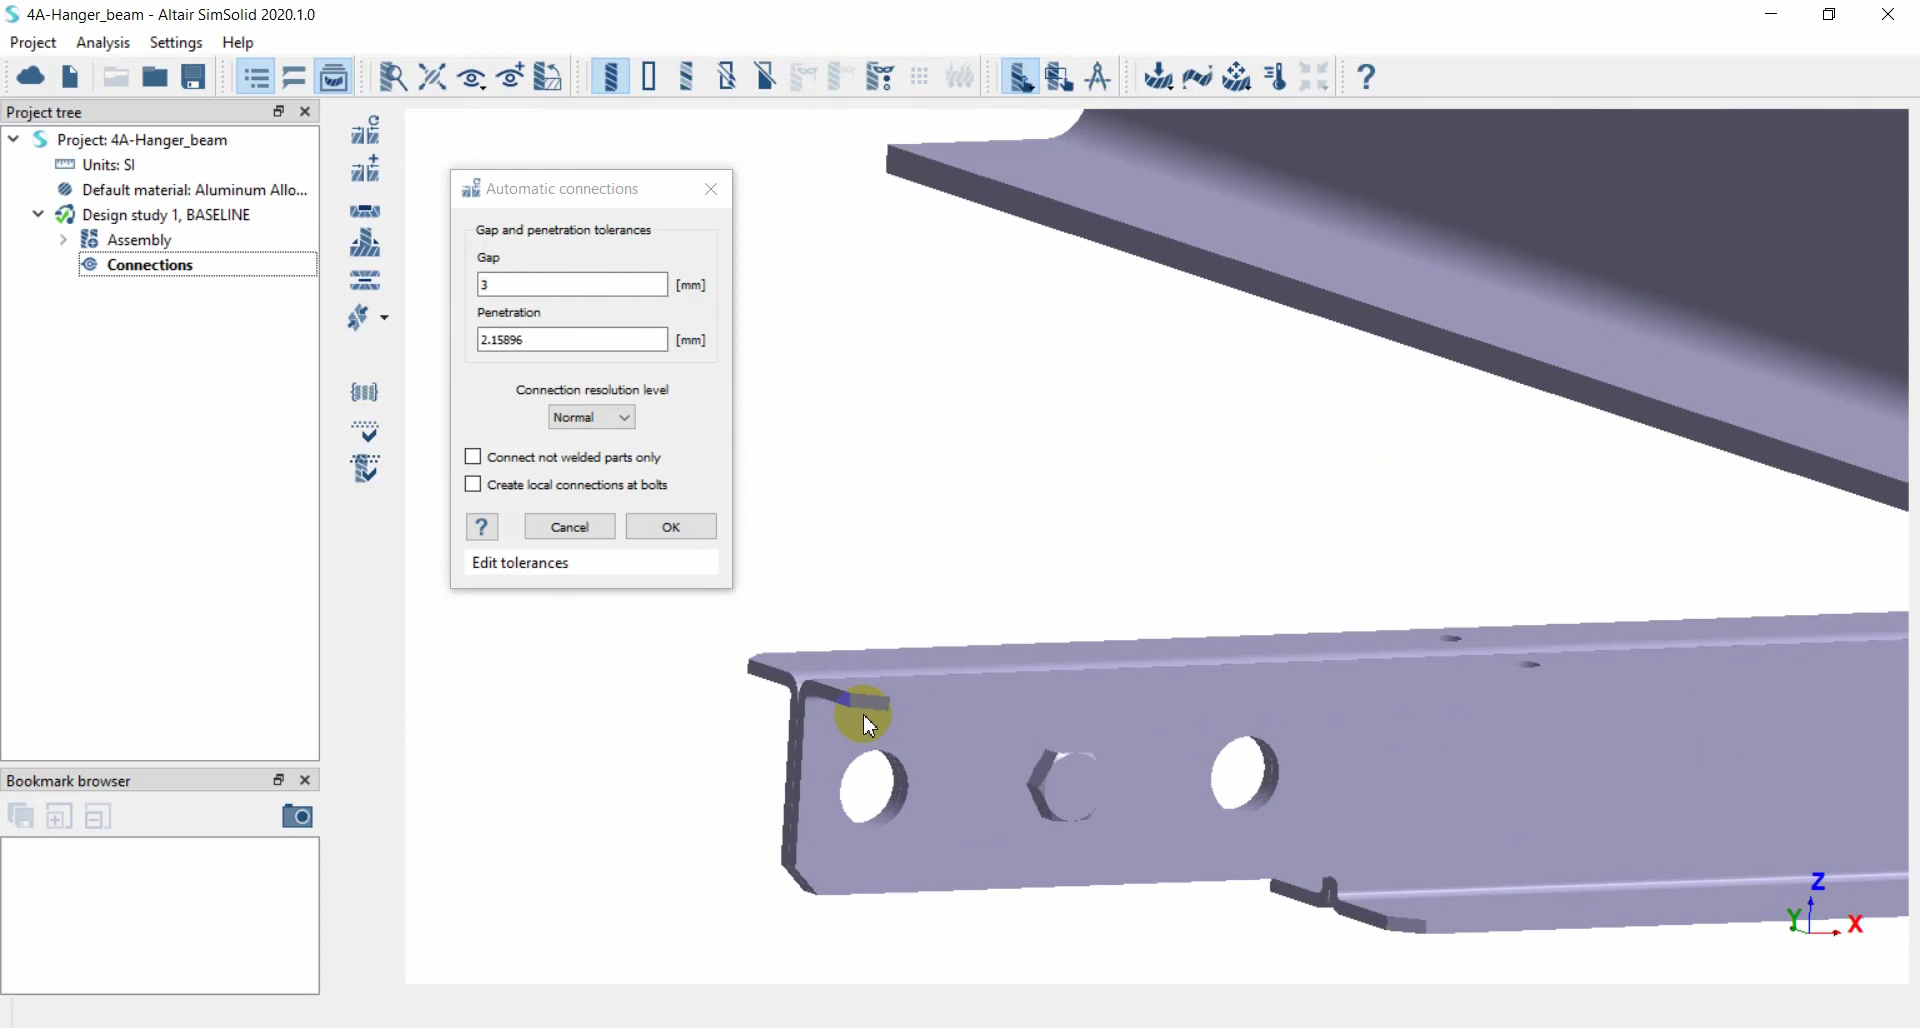 4A-Hanger_beam - Altair SimSolid 2020.1.0
Project Analysis Settings Help
Project tree
Project: 4A-Hanger_beam
Units: SI
Default material: Aluminum Allo...
Design study 1, BASELINE
Assembly
Connections
Automatic connections
Gap and penetration tolerances
Gap
3 [mm]
Penetration
2.15896 [mm]
Connection resolution level
Normal
Connect not welded parts only
Create local connections at bolts
? Cancel OK
Edit tolerances
Bookmark browser
Z
Y X